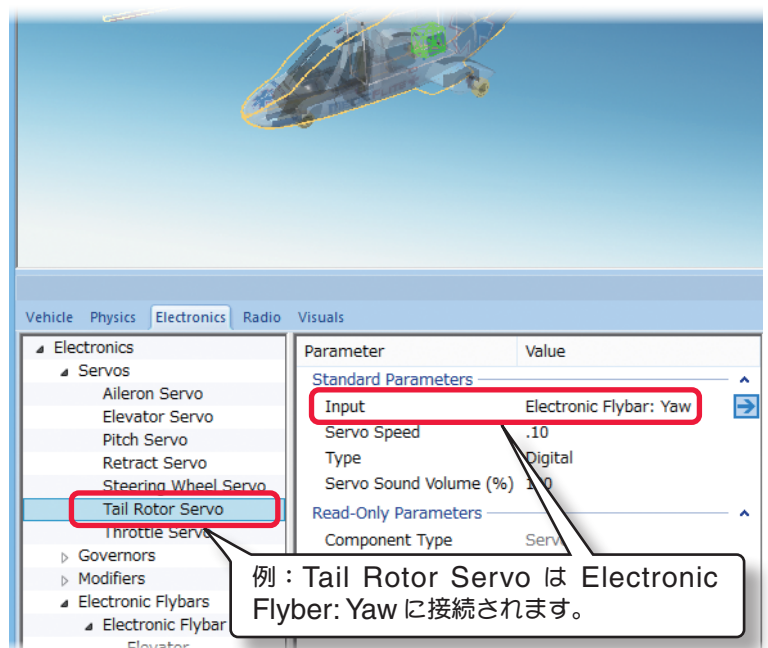 Vehicle Physics Electronics Radio Visuals
Electronics
Servos
Aileron Servo
Elevator Servo
Pitch Servo
Retract Servo
Steering Wheel Servo
Tail Rotor Servo
Throttle Servo
Governors
Modifiers
Electronic Flybars
Electronic Flybar
Elevator
Parameter Value
Standard Parameters
Input Electronic Flybar: Yaw
Servo Speed .10
Type Digital
Servo Sound Volume (%)
Read-Only Parameters
Component Type Servo
例：Tail Rotor Servo は Electronic
Flyber: Yaw に接続されます。